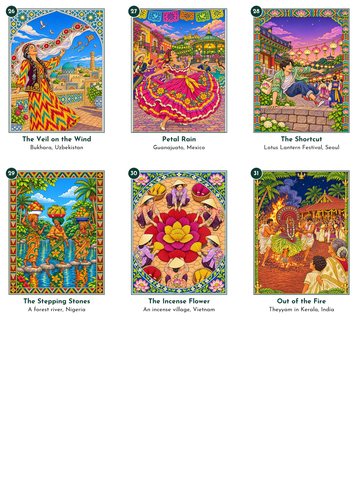 26
27
28
The Veil on the Wind
Bukhara, Uzbekistan
Petal Rain
Guanajuato, Mexico
The Shortcut
Lotus Lantern Festival, Seoul
29
30
31
The Stepping Stones
A forest river, Nigeria
The Incense Flower
An incense village, Vietnam
Out of the Fire
Theyyam in Kerala, India